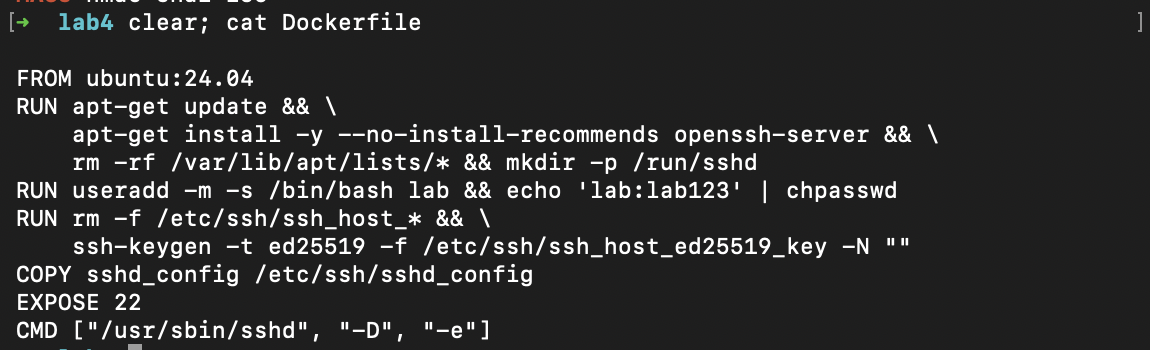 [➜  lab4 clear; cat Dockerfile ]
FROM ubuntu:24.04
RUN apt-get update && \
    apt-get install -y --no-install-recommends openssh-server && \
    rm -rf /var/lib/apt/lists/* && mkdir -p /run/sshd
RUN useradd -m -s /bin/bash lab && echo 'lab:lab123' | chpasswd
RUN rm -f /etc/ssh/ssh_host_* && \
    ssh-keygen -t ed25519 -f /etc/ssh/ssh_host_ed25519_key -N ""
COPY sshd_config /etc/ssh/sshd_config
EXPOSE 22
CMD ["/usr/sbin/sshd", "-D", "-e"]